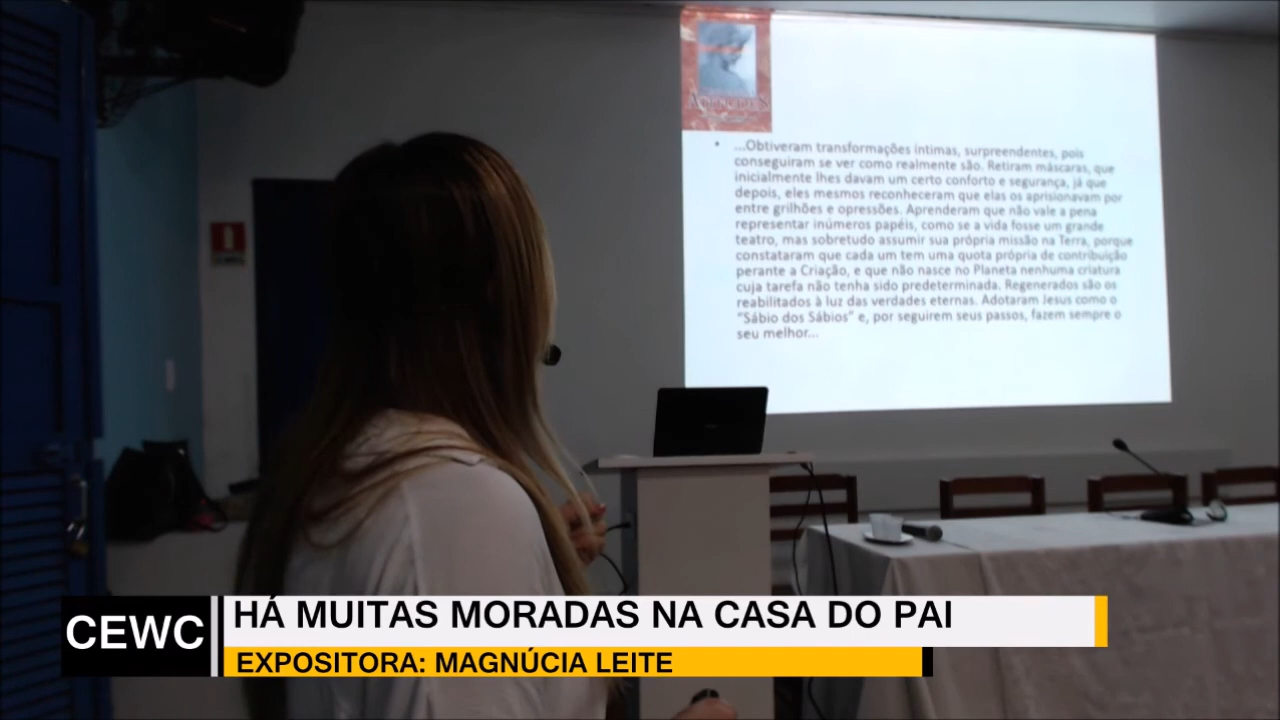 ...Obtiveram transformações íntimas, surpreendentes, pois
conseguiram se ver como realmente são. Retiram máscaras, que
inicialmente lhes davam um certo conforto e segurança, já que
depois, eles mesmos reconheceram que elas os aprisionavam por
entre grilhões e opressões. Aprenderam que não vale a pena
representar inúmeros papéis, como se a vida fosse um grande
teatro, mas sobretudo assumir sua própria missão na Terra, porque
constataram que cada um tem uma quota própria de contribuição
perante a Criação, e que não nasce no Planeta nenhuma criatura
cuja tarefa não tenha sido predeterminada. Regenerados são os
reabilitados à luz das verdades eternas. Adotaram Jesus como o
“Sábio dos Sábios” e, por seguirem seus passos, fazem sempre o
seu melhor...
CEWC
HÁ MUITAS MORADAS NA CASA DO PAI
EXPOSITORA: MAGNÚCIA LEITE